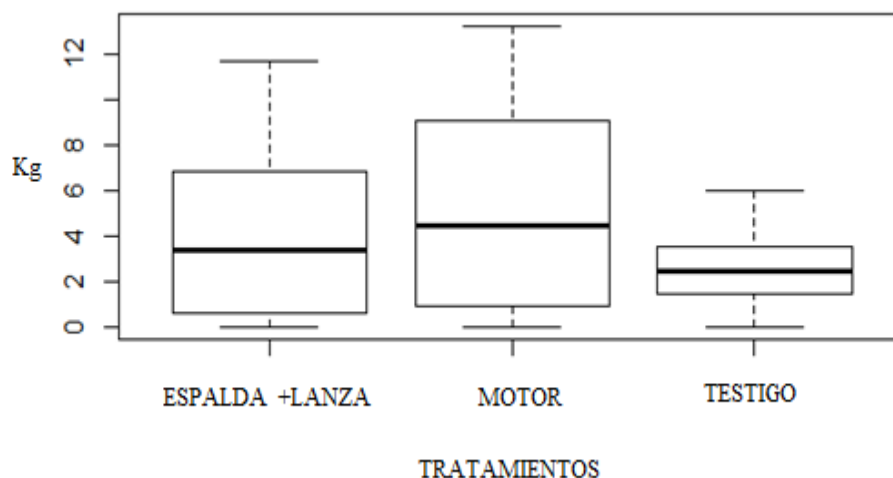 12
8
6
4
2
0
Kg
ESPALDA +LANZA
MOTOR
TESTIGO
TRATAMIENTOS